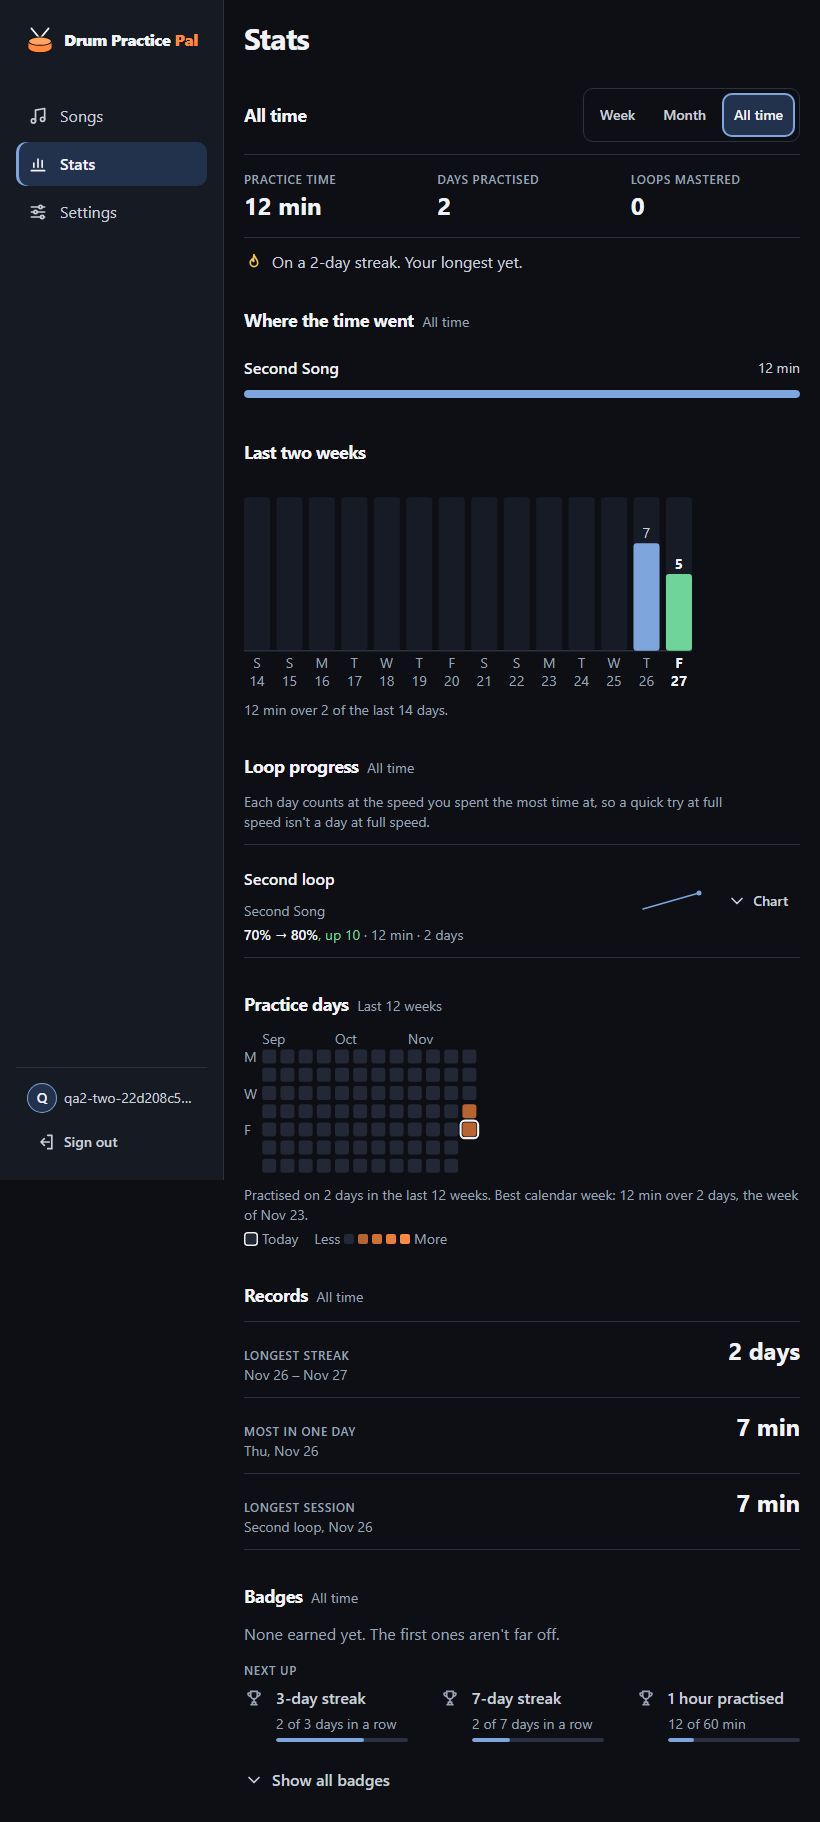 Drum Practice Pal
Songs
Stats
Settings
Q qa2-two-22d208c5...
Sign out
Stats
All time
Week Month All time
PRACTICE TIME DAYS PRACTISED LOOPS MASTERED
12 min 2 0
On a 2-day streak. Your longest yet.
Where the time went All time
Second Song 12 min
Last two weeks
7
5
S S M T W T F S S M T W T F
14 15 16 17 18 19 20 21 22 23 24 25 26 27
12 min over 2 of the last 14 days.
Loop progress All time
Each day counts at the speed you spent the most time at, so a quick try at full
speed isn't a day at full speed.
Second loop
Chart
Second Song
70% → 80%, up 10 · 12 min · 2 days
Practice days Last 12 weeks
Sep Oct Nov
M
W
F
Practised on 2 days in the last 12 weeks. Best calendar week: 12 min over 2 days, the week
of Nov 23.
Today Less More
Records All time
LONGEST STREAK 2 days
Nov 26 – Nov 27
MOST IN ONE DAY 7 min
Thu, Nov 26
LONGEST SESSION 7 min
Second loop, Nov 26
Badges All time
None earned yet. The first ones aren't far off.
NEXT UP
3-day streak 7-day streak 1 hour practised
2 of 3 days in a row 2 of 7 days in a row 12 of 60 min
Show all badges